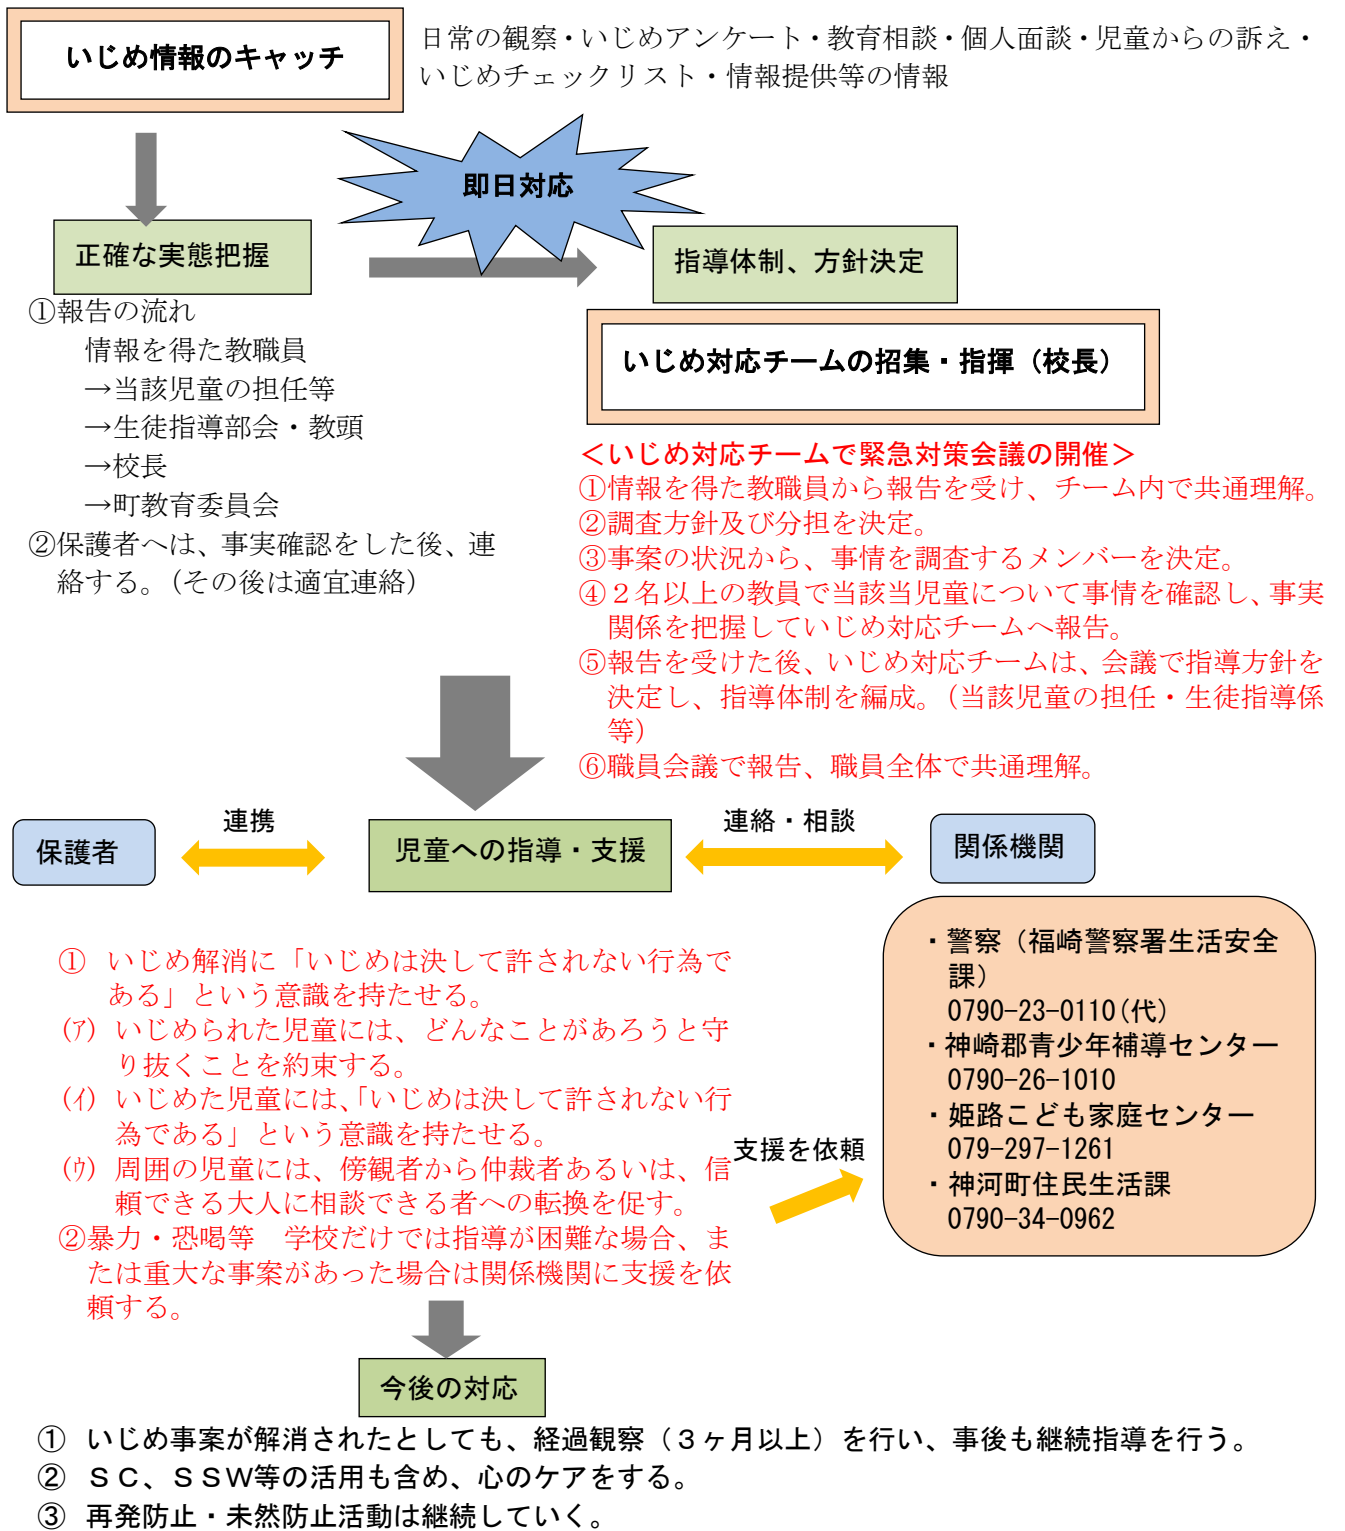 いじめ情報のキャッチ
日常の観察・いじめアンケート・教育相談・個人面談・児童からの訴え・
いじめチェックリスト・情報提供等の情報
即日対応
正確な実態把握
指導体制、方針決定
①報告の流れ
情報を得た教職員
→当該児童の担任等
→生徒指導部会・教頭
→校長
→町教育委員会
②保護者へは、事実確認をした後、連
絡する。（その後は適宜連絡）
いじめ対応チームの招集・指揮（校長）
＜いじめ対応チームで緊急対策会議の開催＞
①情報を得た教職員から報告を受け、チーム内で共通理解。
②調査方針及び分担を決定。
③事案の状況から、事情を調査するメンバーを決定。
④２名以上の教員で当該当児童について事情を確認し、事実
関係を把握していじめ対応チームへ報告。
⑤報告を受けた後、いじめ対応チームは、会議で指導方針を
決定し、指導体制を編成。（当該児童の担任・生徒指導係
等）
⑥職員会議で報告、職員全体で共通理解。
保護者
連携
児童への指導・支援
連絡・相談
関係機関
① いじめ解消に「いじめは決して許されない行為で
ある」という意識を持たせる。
(ｱ) いじめられた児童には、どんなことがあろうと守
り抜くことを約束する。
(ｲ) いじめた児童には、「いじめは決して許されない行
為である」という意識を持たせる。
(ｳ) 周囲の児童には、傍観者から仲裁者あるいは、信
頼できる大人に相談できる者への転換を促す。
②暴力・恐喝等　学校だけでは指導が困難な場合、ま
たは重大な事案があった場合は関係機関に支援を依
頼する。
支援を依頼
・警察（福崎警察署生活安全
課）
0790-23-0110(代)
・神崎郡青少年補導センター
0790-26-1010
・姫路こども家庭センター
079-297-1261
・神河町住民生活課
0790-34-0962
今後の対応
① いじめ事案が解消されたとしても、経過観察（３ヶ月以上）を行い、事後も継続指導を行う。
② ＳＣ、ＳＳＷ等の活用も含め、心のケアをする。
③ 再発防止・未然防止活動は継続していく。